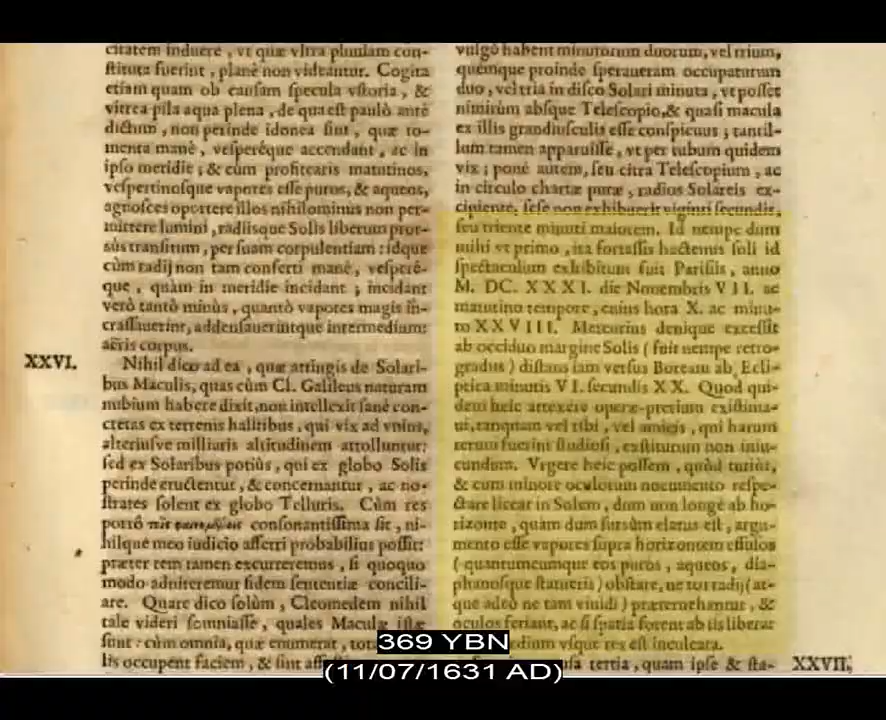 citatem induere, vt quæ vltra pluulam con-
stituta fuerint, planè non videantur. Cogita
etiam quam ob causam specula vstoria, &
vitrea pila aqua plena, de qua est paulò antè
dictum, non perinde idonea sint, quæ fo-
menta manè, vesperéque accendant, ac in
ipso meridie; & cùm profitearis matutinos,
vespertinosque vapores esse puros, & aqueos,
agnosces oportere illos nihilominus non per-
mittere lumini, radiisque Solis liberum pror-
sùs transitum, per suam corpulentiam: idque
cùm radij non tam conferti manè, vesperé-
que, quàm in meridie incidant; incidant
verò tantò minùs, quantò vapores magis in-
crassauerint, addensauerintque intermedium
aëris corpus.
XXVI. Nihil dico ad ea, quæ attingis de Solari-
bus Maculis, quas cùm Cl. Galileus naturam
nubium habere dixit, non intellexit sanè con-
cretas ex terrenis halitibus, qui vix ad vnius,
alteriusve milliaris altitudinem attolluntur;
sed ex Solaribus potiùs, qui ex globo Solis
perinde eructentur, & concernantur, ac no-
strates solent ex globo Telluris. Cùm res
porrò consonantissima sit, ni-
hilque meo iudicio afferri probabilius possit:
præter rem tamen excurreremus, si quoquo
modo adniteremur fidem sententiæ concili-
are. Quare dico solùm, Cleomedem nihil
tale videri somniasse, quales Maculæ istæ
sunt: cùm omnia, quæ enumerat,
lis occupent faciem, & sint
vulgò habent minutorum duorum, vel trium,
quemque proinde speraueram occupaturum
duo, vel tria in disco Solari minuta, vt posset
nimirùm absque Telescopio, & quasi macula
ex illis grandiusculis esse conspicuus; tantil-
lum tamen apparuisse, vt per tubum quidem
vix; ponè autem, seu citra Telescopium, ac
in circulo chartæ puræ, radios Solareis ex-
cipiente, sese non exhibuerit viginti secundis,
seu triente minuti maiorem. Id nempe dum
mihi vt primo, ita fortassis hactenus soli id
spectaculum exhibitum fuit Parisiis, anno
M. DC. XXXI. die Nouembris VII. ac
matutino tempore, cuius hora X. ac minu-
to XXVIII. Mercurius denique excessit
ab occiduo margine Solis (fuit nempe retro-
gradus) distans iam versus Boream ab Ecli-
ptica minutis VI. secundis XX. Quod qui-
dem heic attexere operæ-pretium existima-
ui, tanquam vel tibi, vel amicis, qui harum
rerum fuerint studiosi, exstiturum non iniu-
cundum. Vrgere heic possem, quòd tutiùs,
& cum minore oculorum nocumento respe-
ctare liceat in Solem, dum non longè ab ho-
rizonte, quàm dum sursùm elatus est, argu-
mento esse vapores supra horizontem effusos
(quantumcumque eos puros, aqueos, dia-
phanosque statueris) obstare, ne tot radij (at-
que adeò ne tam viuidi) prætermeent, &
oculos feriant, ac si spatia forent ab iis libera:
dium vsque res est inculcata.
tertia, quam ipse & sta- XXVII.
369 YBN
(11/07/1631 AD)